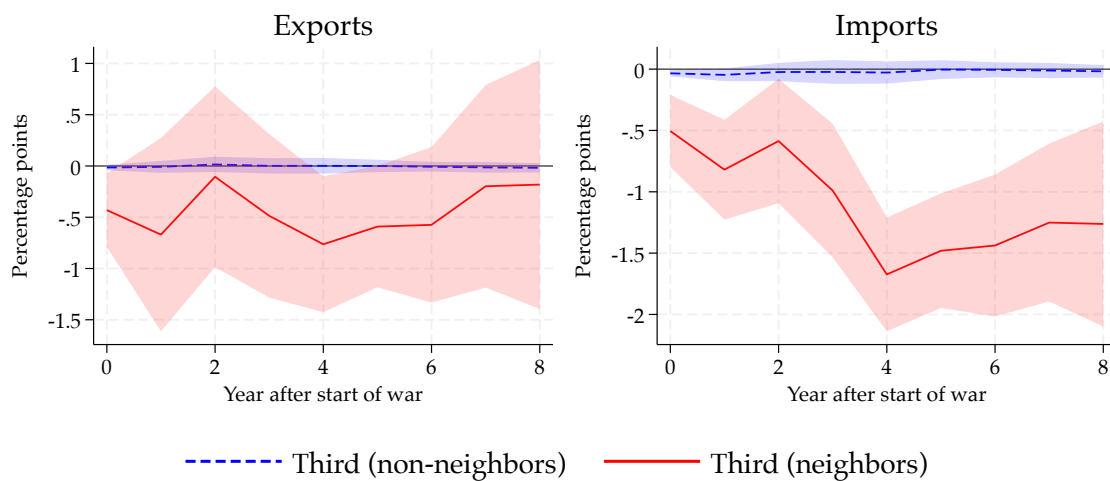 Exports
Percentage points
1
.5
0
-.5
-1
-1.5
0 2 4 6 8
Year after start of war
Imports
Percentage points
0
-.5
-1
-1.5
-2
0 2 4 6 8
Year after start of war
Third (non-neighbors) Third (neighbors)